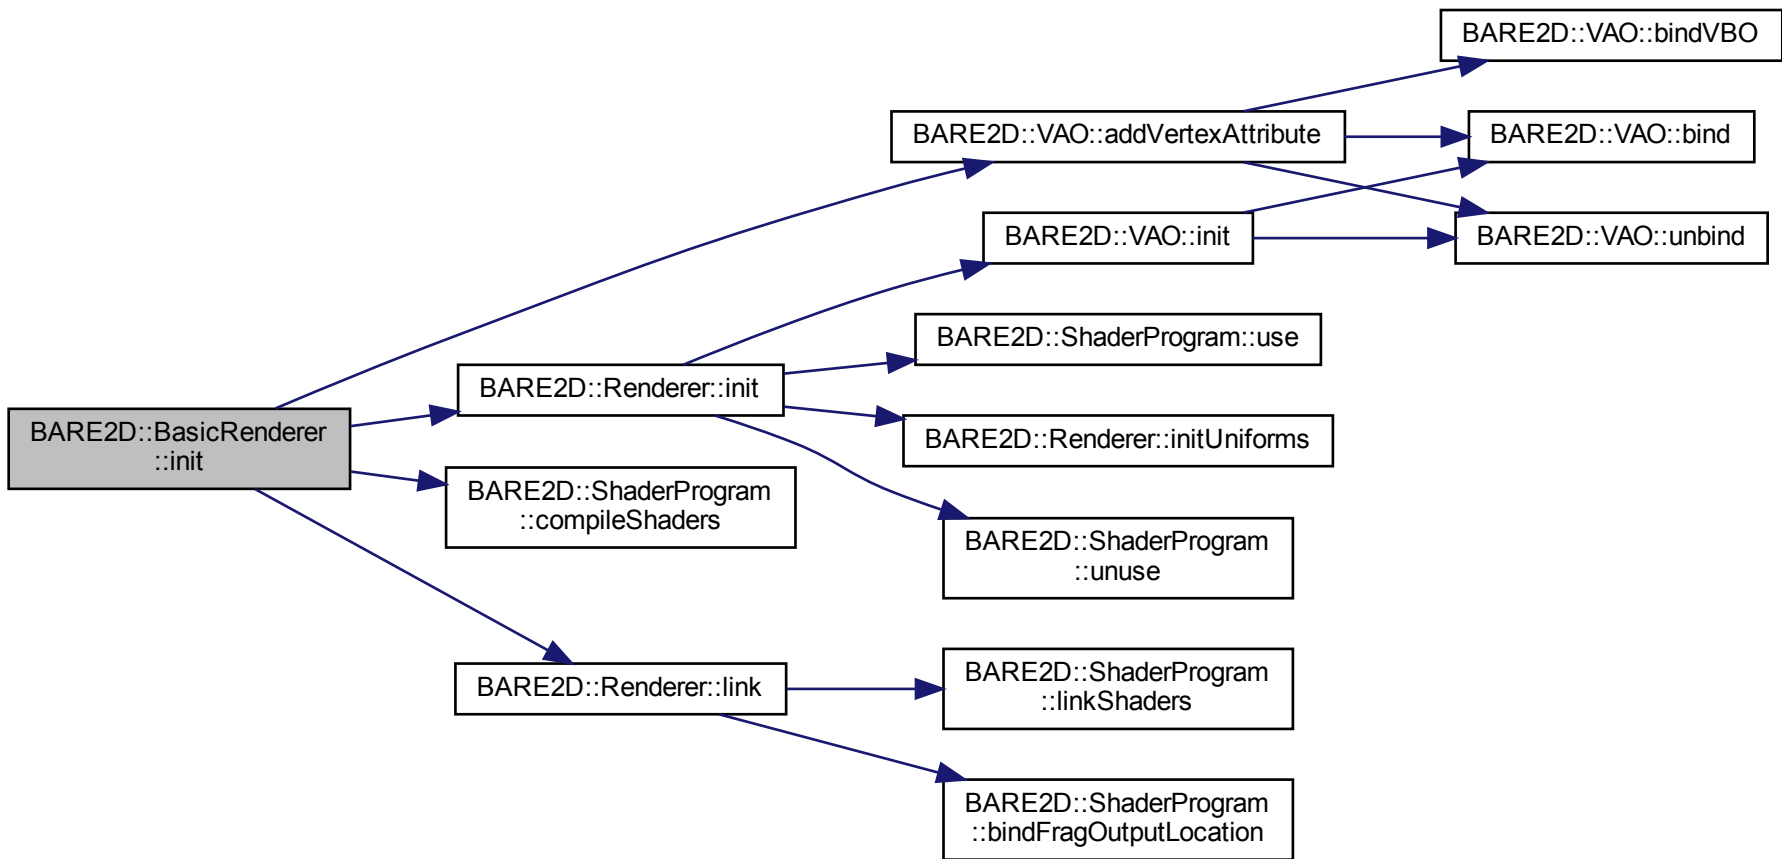 BARE2D::VAO::bindVBO
BARE2D::VAO::addVertexAttribute
BARE2D::VAO::bind
BARE2D::VAO::init
BARE2D::VAO::unbind
BARE2D::ShaderProgram::use
BARE2D::Renderer::init
BARE2D::BasicRenderer
::init
BARE2D::Renderer::initUniforms
BARE2D::ShaderProgram
::compileShaders
BARE2D::ShaderProgram
::unuse
BARE2D::Renderer::link
BARE2D::ShaderProgram
::linkShaders
BARE2D::ShaderProgram
::bindFragOutputLocation